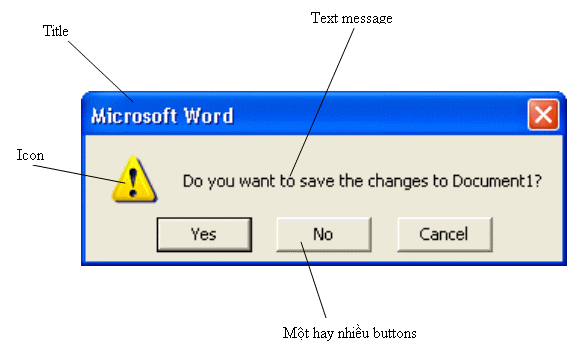 Text message
Title
Microsoft Word
Icon
Do you want to save the changes to Document1?
Yes
No
Cancel
Một hay nhiều buttons